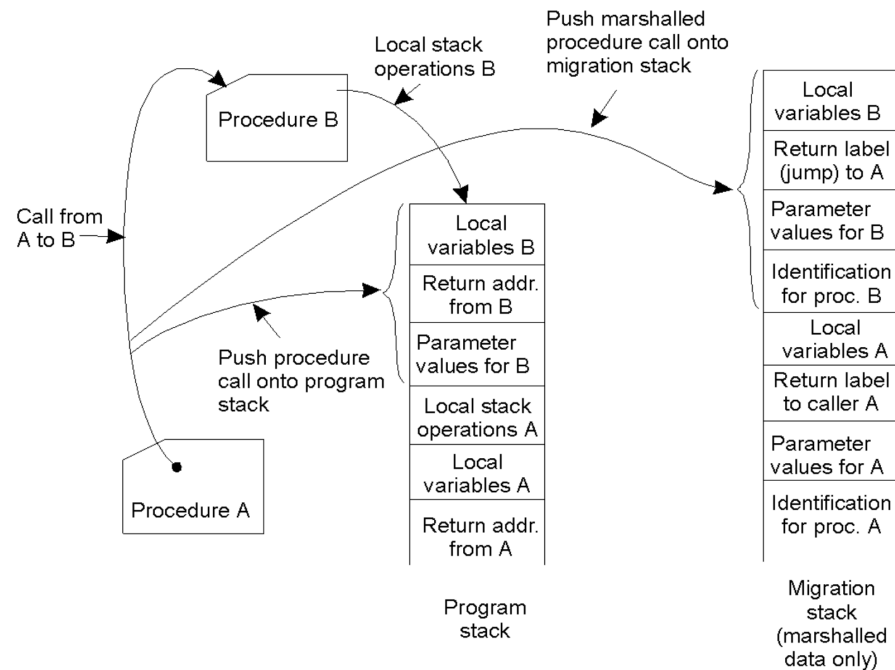 Push marshalled
procedure call onto
migration stack
Local stack
operations B
Procedure B
Call from
A to B
Push procedure
call onto program
stack
Procedure A
Local
variables B
Return addr.
from B
Parameter
values for B
Local stack
operations A
Local
variables A
Return addr.
from A
Program
stack
Local
variables B
Return label
(jump) to A
Parameter
values for B
Identification
for proc. B
Local
variables A
Return label
to caller A
Parameter
values for A
Identification
for proc. A
Migration
stack
(marshalled
data only)